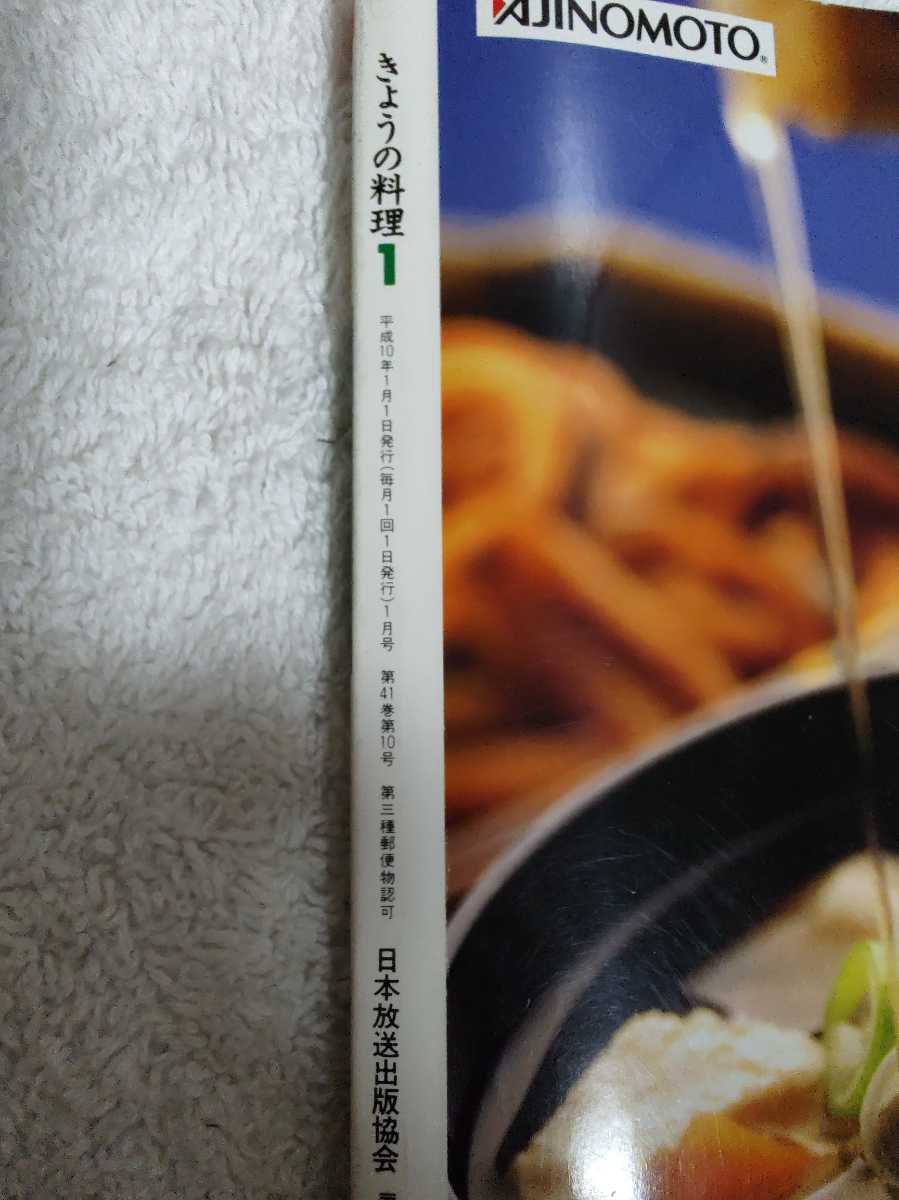 きょうの料理1
平成10年1月1日発行(毎月1回1日発行)1月号 第41巻第10号 第三種郵便物認可
日本放送出版協会
AJINOMOTO®